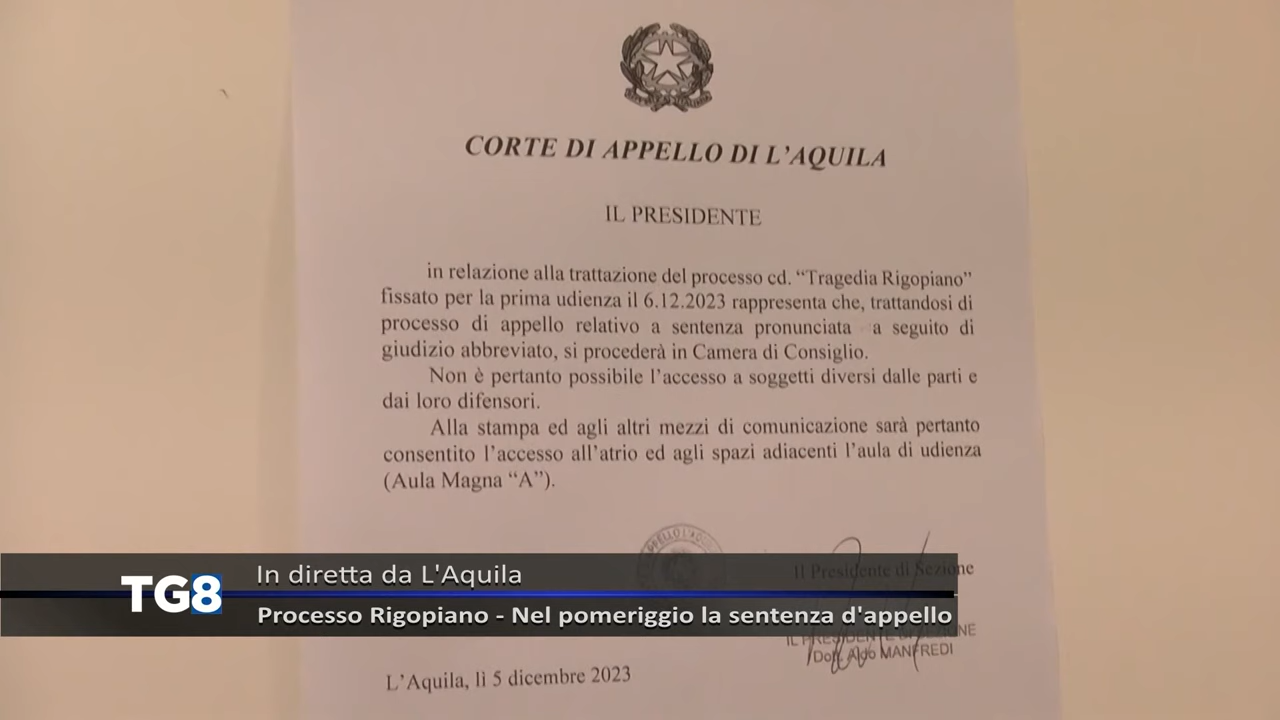 CORTE DI APPELLO DI L'AQUILA
IL PRESIDENTE
in relazione alla trattazione del processo cd. “Tragedia Rigopiano”
fissato per la prima udienza il 6.12.2023 rappresenta che, trattandosi di
processo di appello relativo a sentenza pronunciata a seguito di
giudizio abbreviato, si procederà in Camera di Consiglio.
Non è pertanto possibile l’accesso a soggetti diversi dalle parti e
dai loro difensori.
Alla stampa ed agli altri mezzi di comunicazione sarà pertanto
consentito l’accesso all’atrio ed agli spazi adiacenti l’aula di udienza
(Aula Magna “A”).
Il Presidente di Sezione
TG8
In diretta da L'Aquila
Processo Rigopiano - Nel pomeriggio la sentenza d'appello
IL PRESIDENTE
Dott. Aldo MANFREDI
L’Aquila, lì 5 dicembre 2023